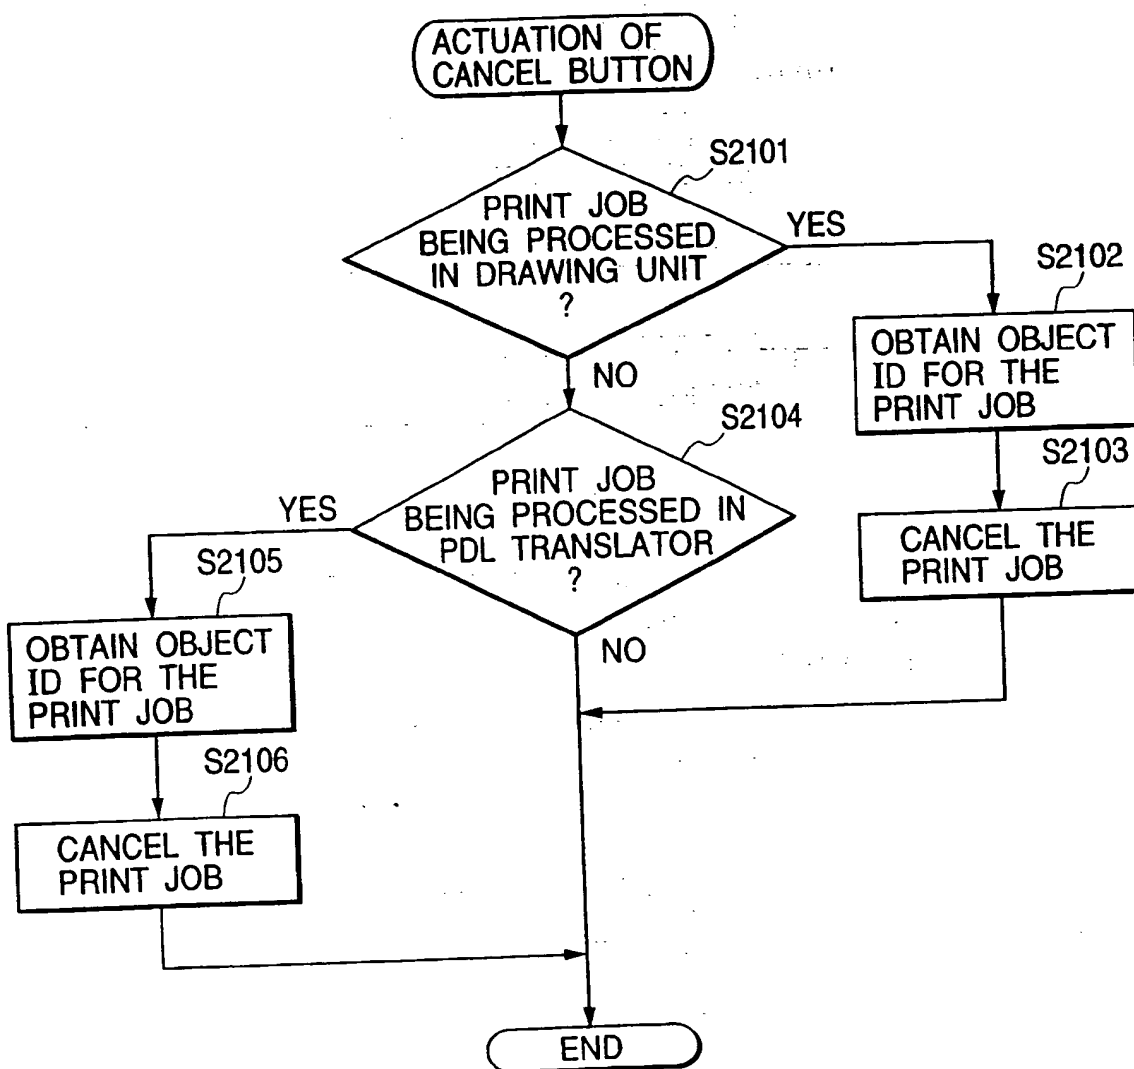 ACTUATION OF
CANCEL BUTTON
S2101
PRINT JOB
BEING PROCESSED
IN DRAWING UNIT
?
YES
NO
S2102
OBTAIN OBJECT
ID FOR THE
PRINT JOB
S2103
CANCEL THE
PRINT JOB
S2104
PRINT JOB
BEING PROCESSED IN
PDL TRANSLATOR
?
YES
NO
S2105
OBTAIN OBJECT
ID FOR THE
PRINT JOB
S2106
CANCEL THE
PRINT JOB
END